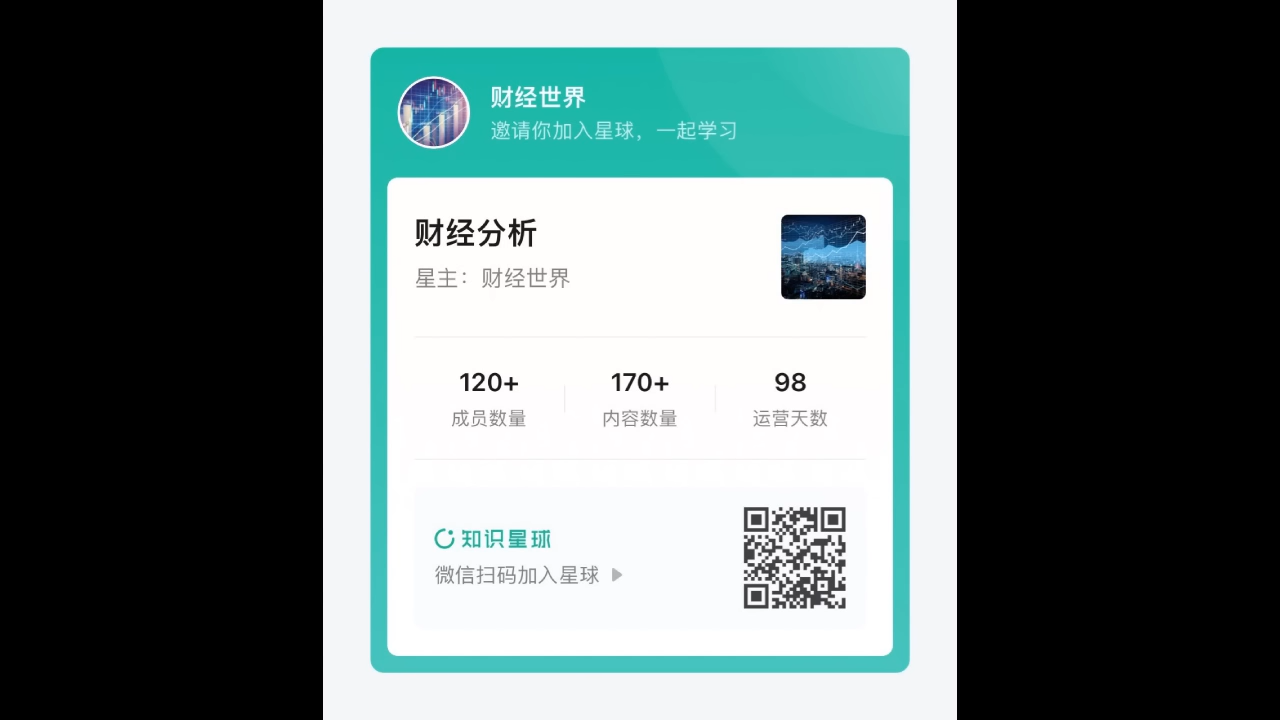 财经世界
邀请你加入星球，一起学习
财经分析
星主：财经世界
120+
成员数量
170+
内容数量
98
运营天数
知识星球
微信扫码加入星球